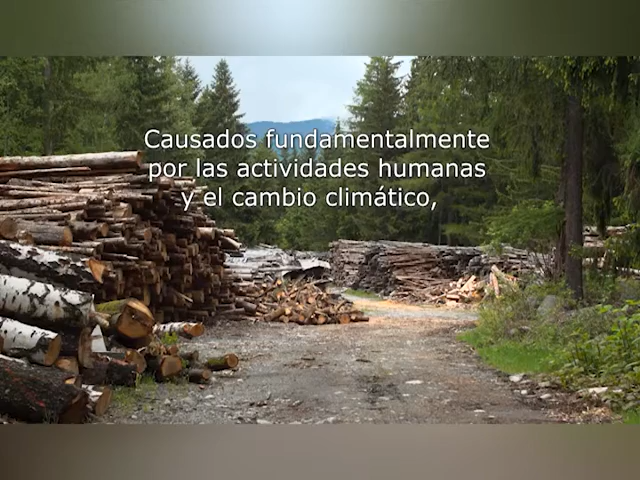 Causados fundamentalmente
por las actividades humanas
y el cambio climático,